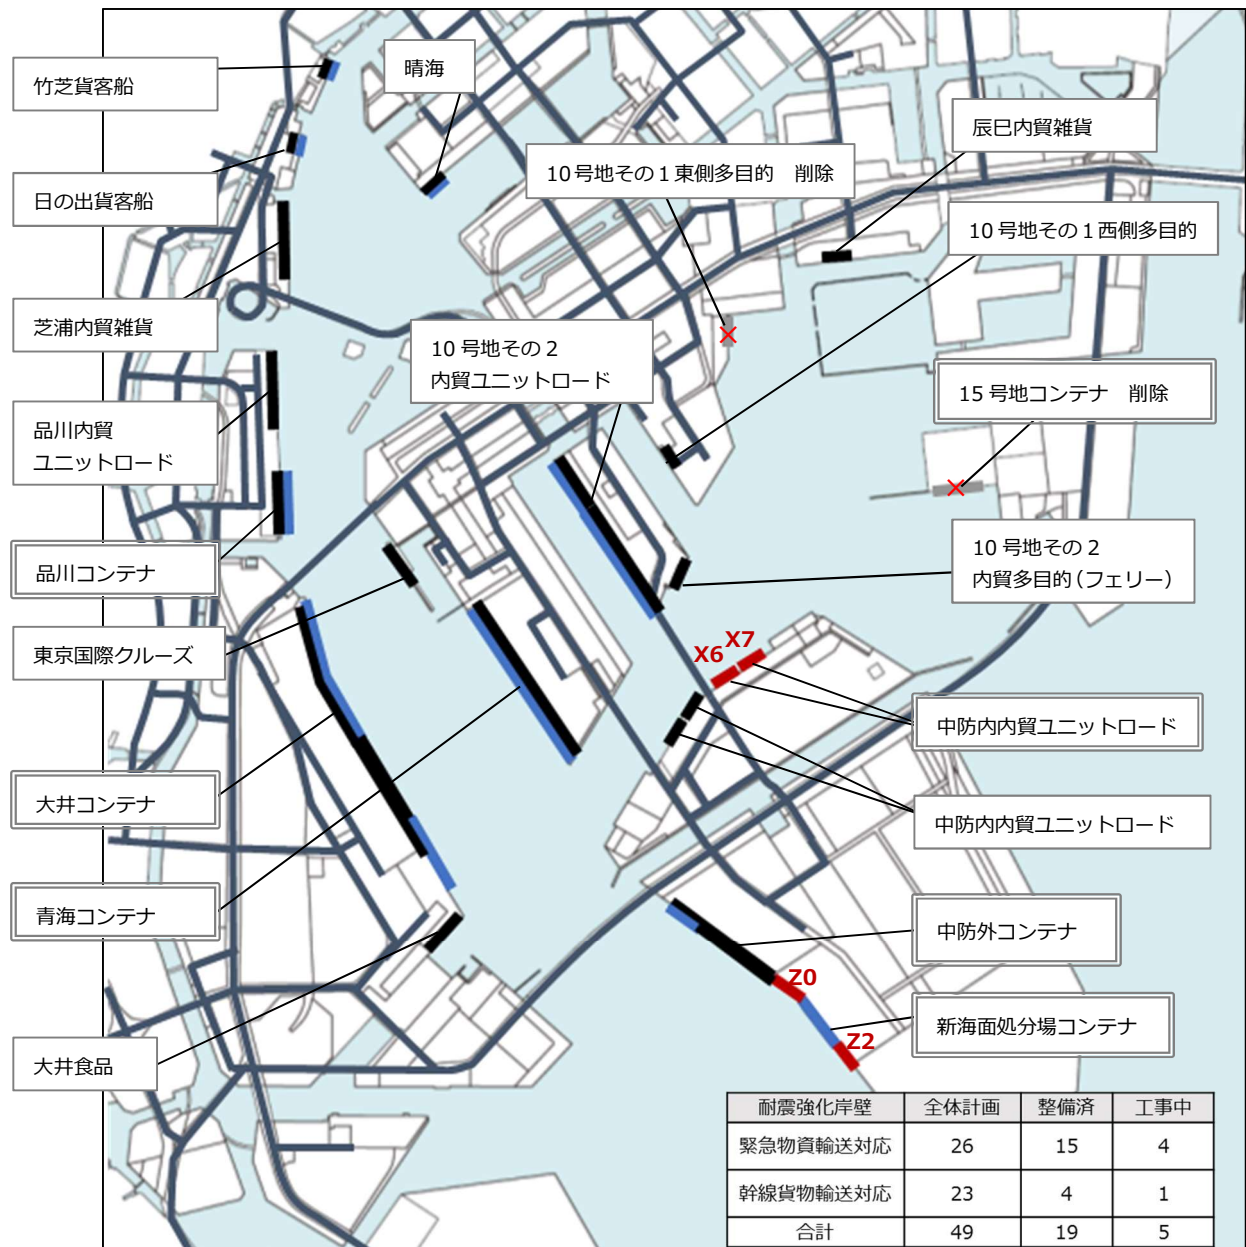 竹芝貨客船
晴海
辰巳内貿雑貨
10号地その1東側多目的　削除
日の出貨客船
10号地その1西側多目的
芝浦内貿雑貨
10号地その2
内貿ユニットロード
15号地コンテナ　削除
品川内貿
ユニットロード
品川コンテナ
10号地その2
内貿多目的（フェリー）
東京国際クルーズ
X6
X7
中防内内貿ユニットロード
大井コンテナ
中防内内貿ユニットロード
青海コンテナ
中防外コンテナ
Z0
新海面処分場コンテナ
Z2
大井食品
耐震強化岸壁 全体計画 整備済 工事中
緊急物資輸送対応 26 15 4
幹線貨物輸送対応 23 4 1
合計 49 19 5